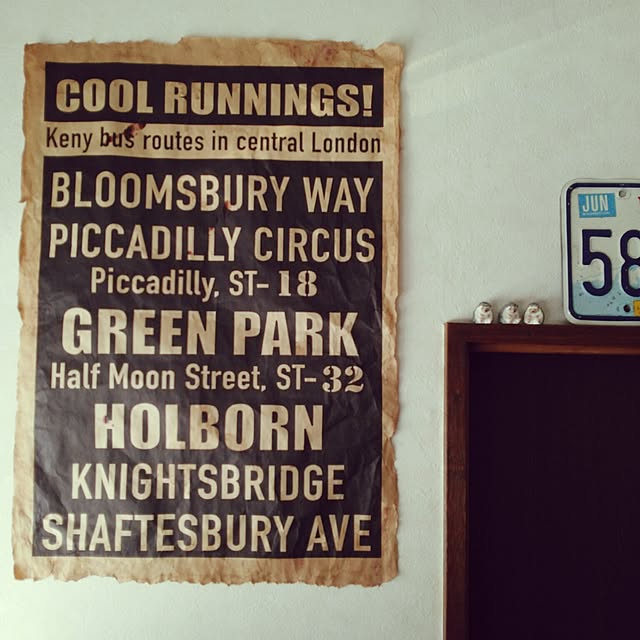 COOL RUNNINGS!
Keny bus routes in central London
BLOOMSBURY WAY
PICCADILLY CIRCUS
Piccadilly, ST-18
GREEN PARK
Half Moon Street, ST-32
HOLBORN
KNIGHTSBRIDGE
SHAFTESBURY AVE
JUN
58